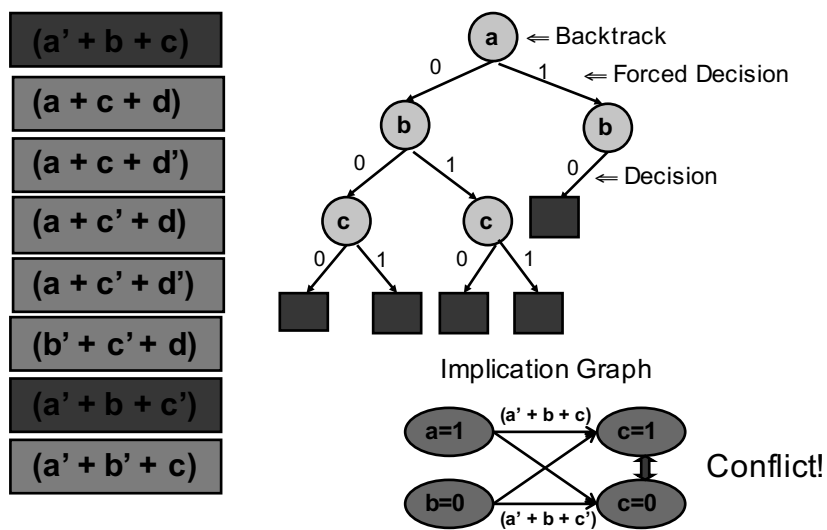 (a’ + b + c)
(a + c + d)
(a + c + d’)
(a + c’ + d)
(a + c’ + d’)
(b’ + c’ + d)
(a’ + b + c’)
(a’ + b’ + c)
a
⇐ Backtrack
0
1
⇐ Forced Decision
b
b
0
1
0
⇐ Decision
c
c
0
1
0
1
Implication Graph
(a’ + b + c)
a=1
c=1
Conflict!
b=0
c=0
(a’ + b + c’)